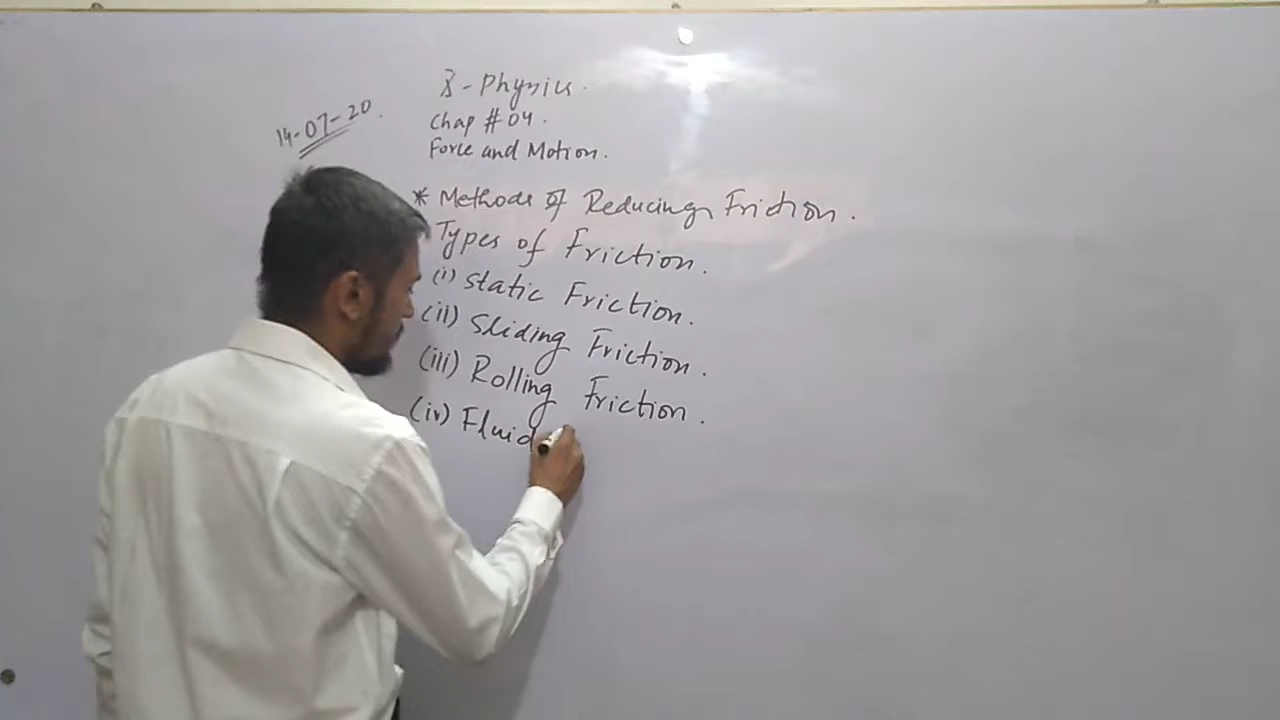 14-07-20.
8-Physics.
Chap # 04.
Force and Motion.
* Methods of Reducing Friction.
Types of Friction.
(i) Static Friction.
(ii) Sliding Friction.
(iii) Rolling Friction.
(iv) Fluid